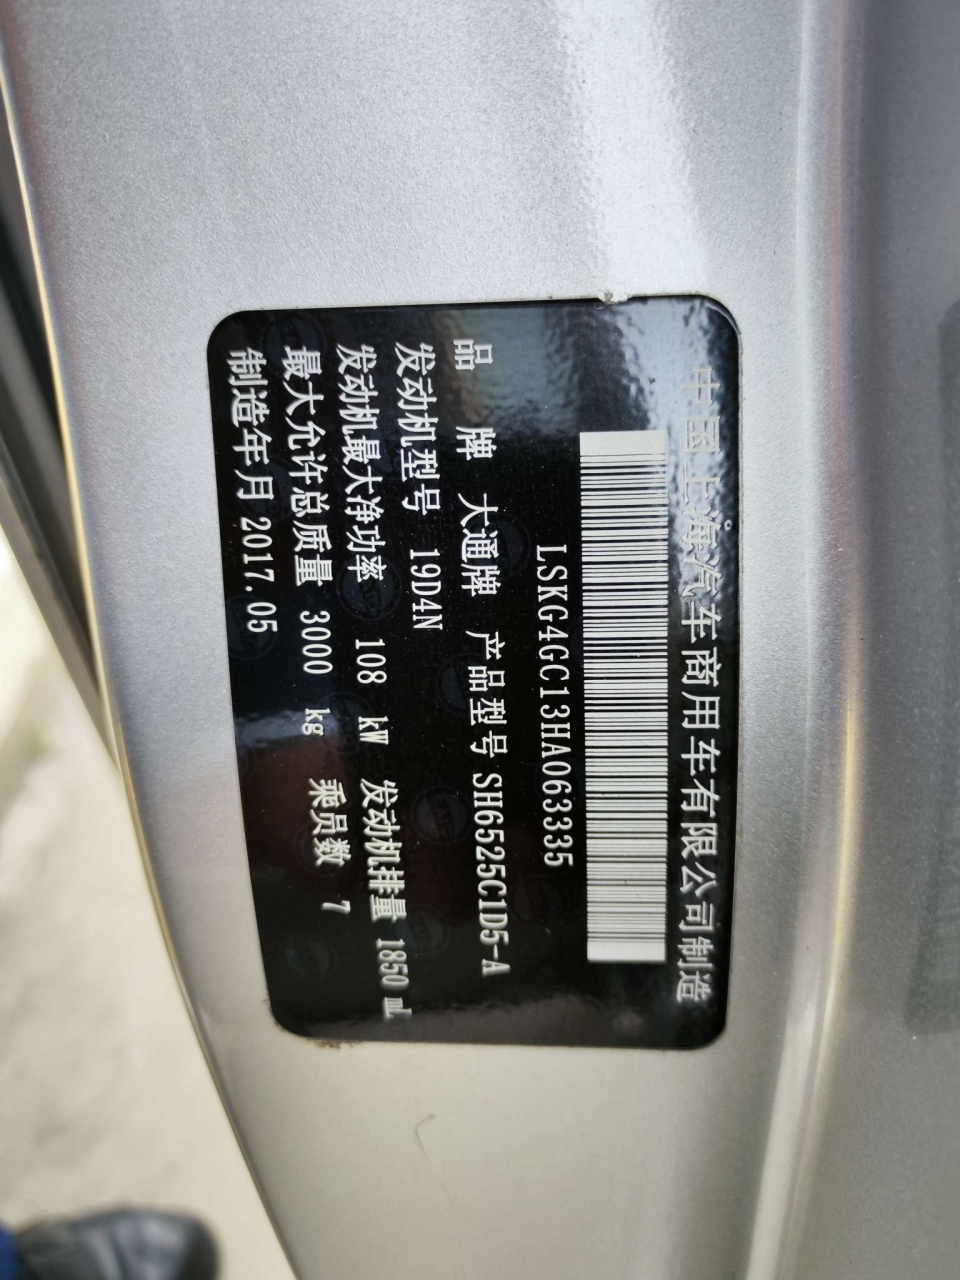 中国上海汽车商用车有限公司制造
LSKG4GC13HA063335
品 牌 大通牌 产品型号 SH6525C1D5-A
发动机型号 19D4N
发动机最大净功率 108 kW 发动机排量 1850 mL
最大允许总质量 3000 kg 乘员数 7
制造年月 2017.05